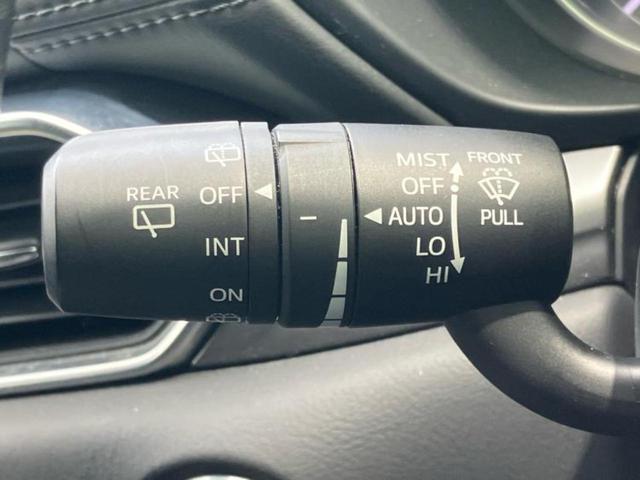 REAR
OFF
INT
ON
–
MIST
OFF
AUTO
LO
HI
FRONT
PULL